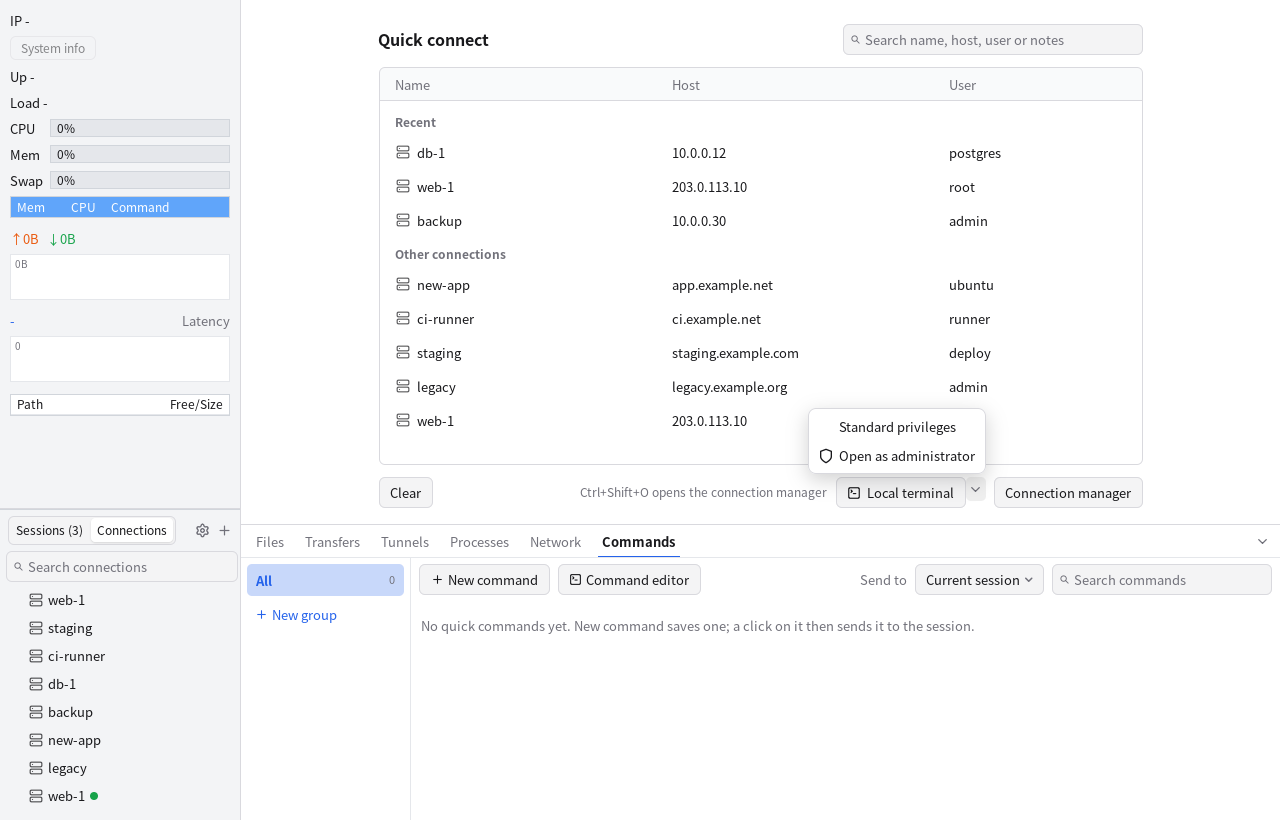 IP -
System info
Up -
Load -
CPU 0%
Mem 0%
Swap 0%
Mem CPU Command
↑0B ↓0B
0B
- Latency
0
Path Free/Size
Sessions (3) Connections
Search connections
web-1
staging
ci-runner
db-1
backup
new-app
legacy
web-1
Quick connect
Search name, host, user or notes
Name Host User
Recent
db-1 10.0.0.12 postgres
web-1 203.0.113.10 root
backup 10.0.0.30 admin
Other connections
new-app app.example.net ubuntu
ci-runner ci.example.net runner
staging staging.example.com deploy
legacy legacy.example.org admin
web-1 203.0.113.10
Standard privileges
Open as administrator
Clear Ctrl+Shift+O opens the connection manager Local terminal Connection manager
Files Transfers Tunnels Processes Network Commands
All 0
+ New group
+ New command Command editor Send to Current session Search commands
No quick commands yet. New command saves one; a click on it then sends it to the session.